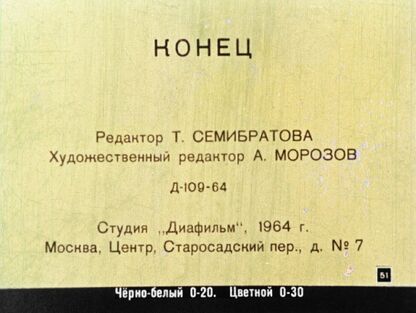 КОНЕЦ
Редактор Т. СЕМИБРАТОВА
Художественный редактор А. МОРОЗОВ
Д-109-64
Студия „Диафильм“, 1964 г.
Москва, Центр, Старосадский пер., д. № 7
51
Чёрно-белый 0-20. Цветной 0-30